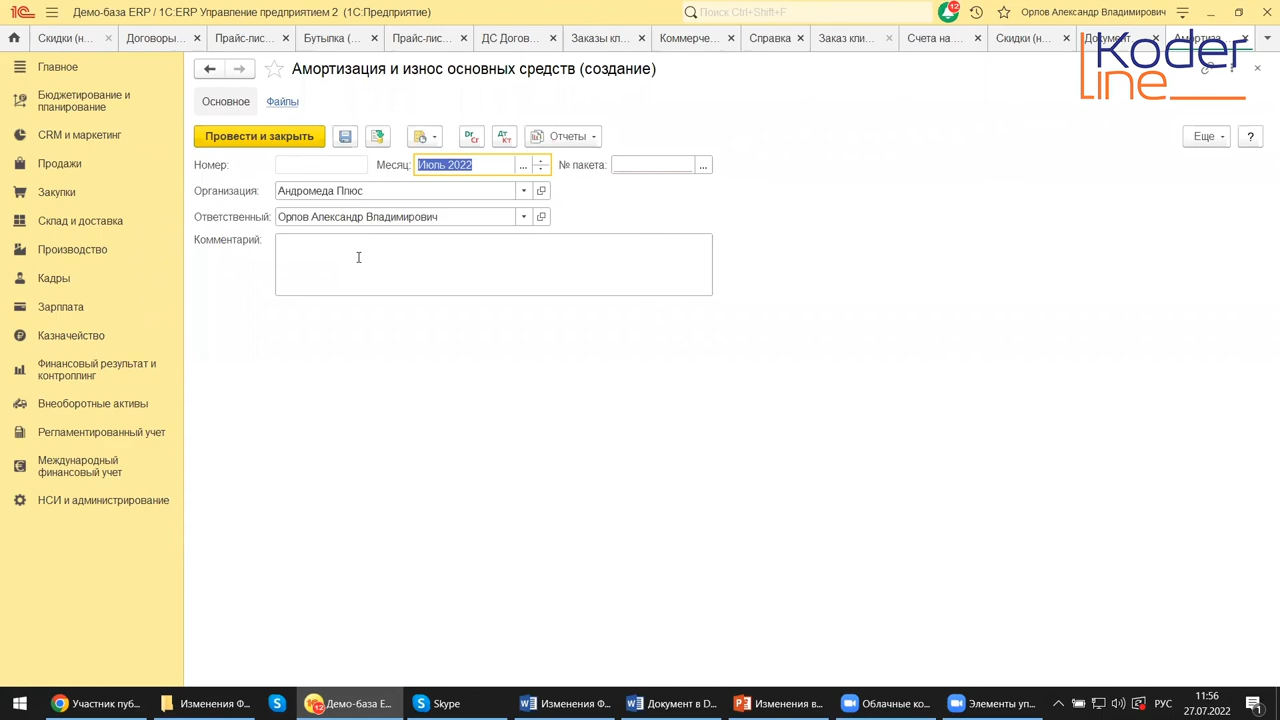 Демо-база ERP / 1С:ERP Управление предприятием 2 (1С:Предприятие)
Поиск Ctrl+Shift+F
12
Орлов Александр Владимирович
Скидки (н...
Договоры...
Прайс-лис...
Бутылка (...
Прайс-лис...
ДС Догов...
Заказы кл...
Коммерче...
Справка
Заказ кли...
Счета на...
Скидки (н...
Документ
Амортиза...
Koder
line
Главное
Бюджетирование и
планирование
CRM и маркетинг
Продажи
Закупки
Склад и доставка
Производство
Кадры
Зарплата
Казначейство
Финансовый результат и
контроллинг
Внеоборотные активы
Регламентированный учет
Международный
финансовый учет
НСИ и администрирование
Амортизация и износ основных средств (создание)
Основное
Файлы
Провести и закрыть
Dr
Cr
Дт
Кт
Отчеты
Еще
?
Номер:
Месяц: Июль 2022 ...
№ пакета: ...
Организация: Андромеда Плюс
Ответственный: Орлов Александр Владимирович
Комментарий:
Участник пуб...
Изменения Ф...
Демо-база E...
Skype
Изменения Ф...
Документ в D...
Изменения в...
Облачные ко...
Элементы уп...
РУС
11:56
27.07.2022